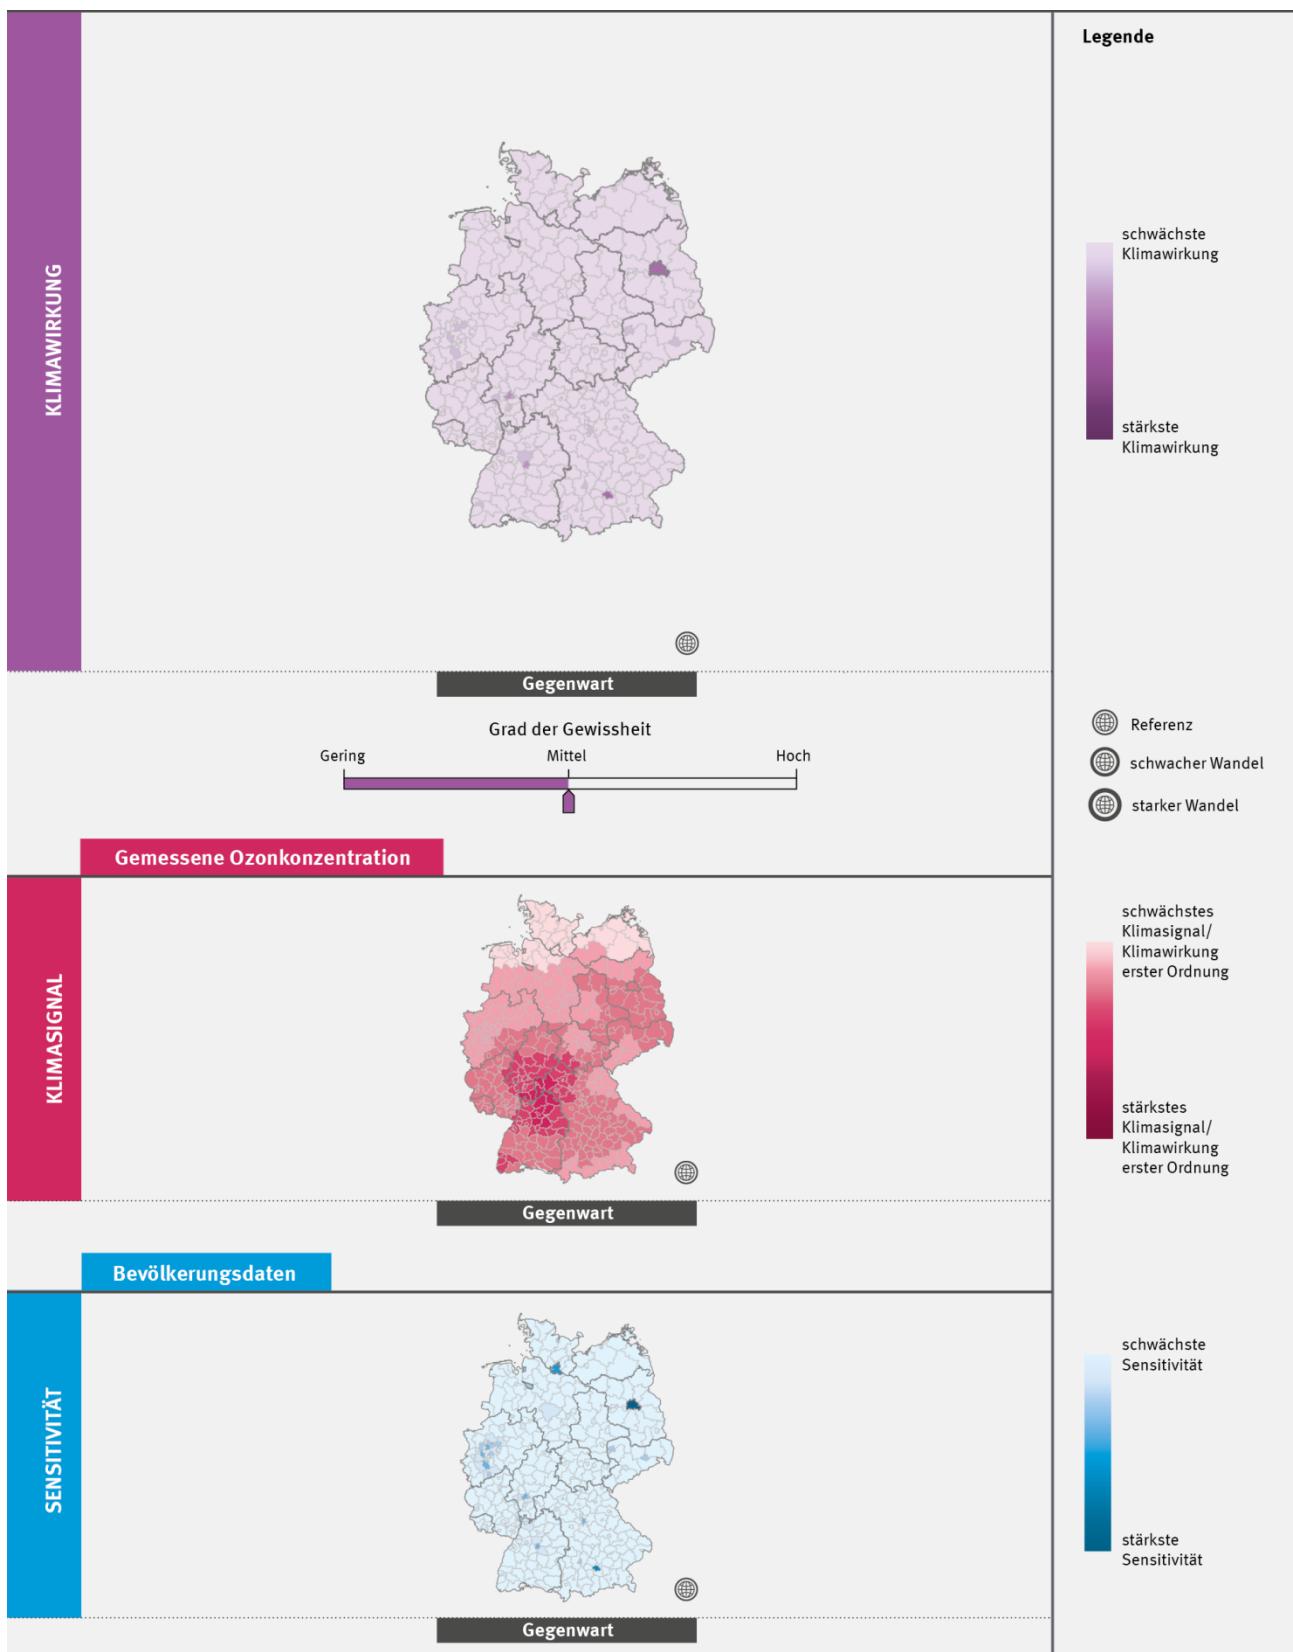 Legende
KLIMAWIRKUNG
schwächste
Klimawirkung
stärkste
Klimawirkung
Gegenwart
Grad der Gewissheit
Gering
Mittel
Hoch
Referenz
schwacher Wandel
starker Wandel
Gemessene Ozonkonzentration
KLIMASIGNAL
schwächstes
Klimasignal/
Klimawirkung
erster Ordnung
stärkstes
Klimasignal/
Klimawirkung
erster Ordnung
Gegenwart
Bevölkerungsdaten
SENSITIVITÄT
schwächste
Sensitivität
stärkste
Sensitivität
Gegenwart